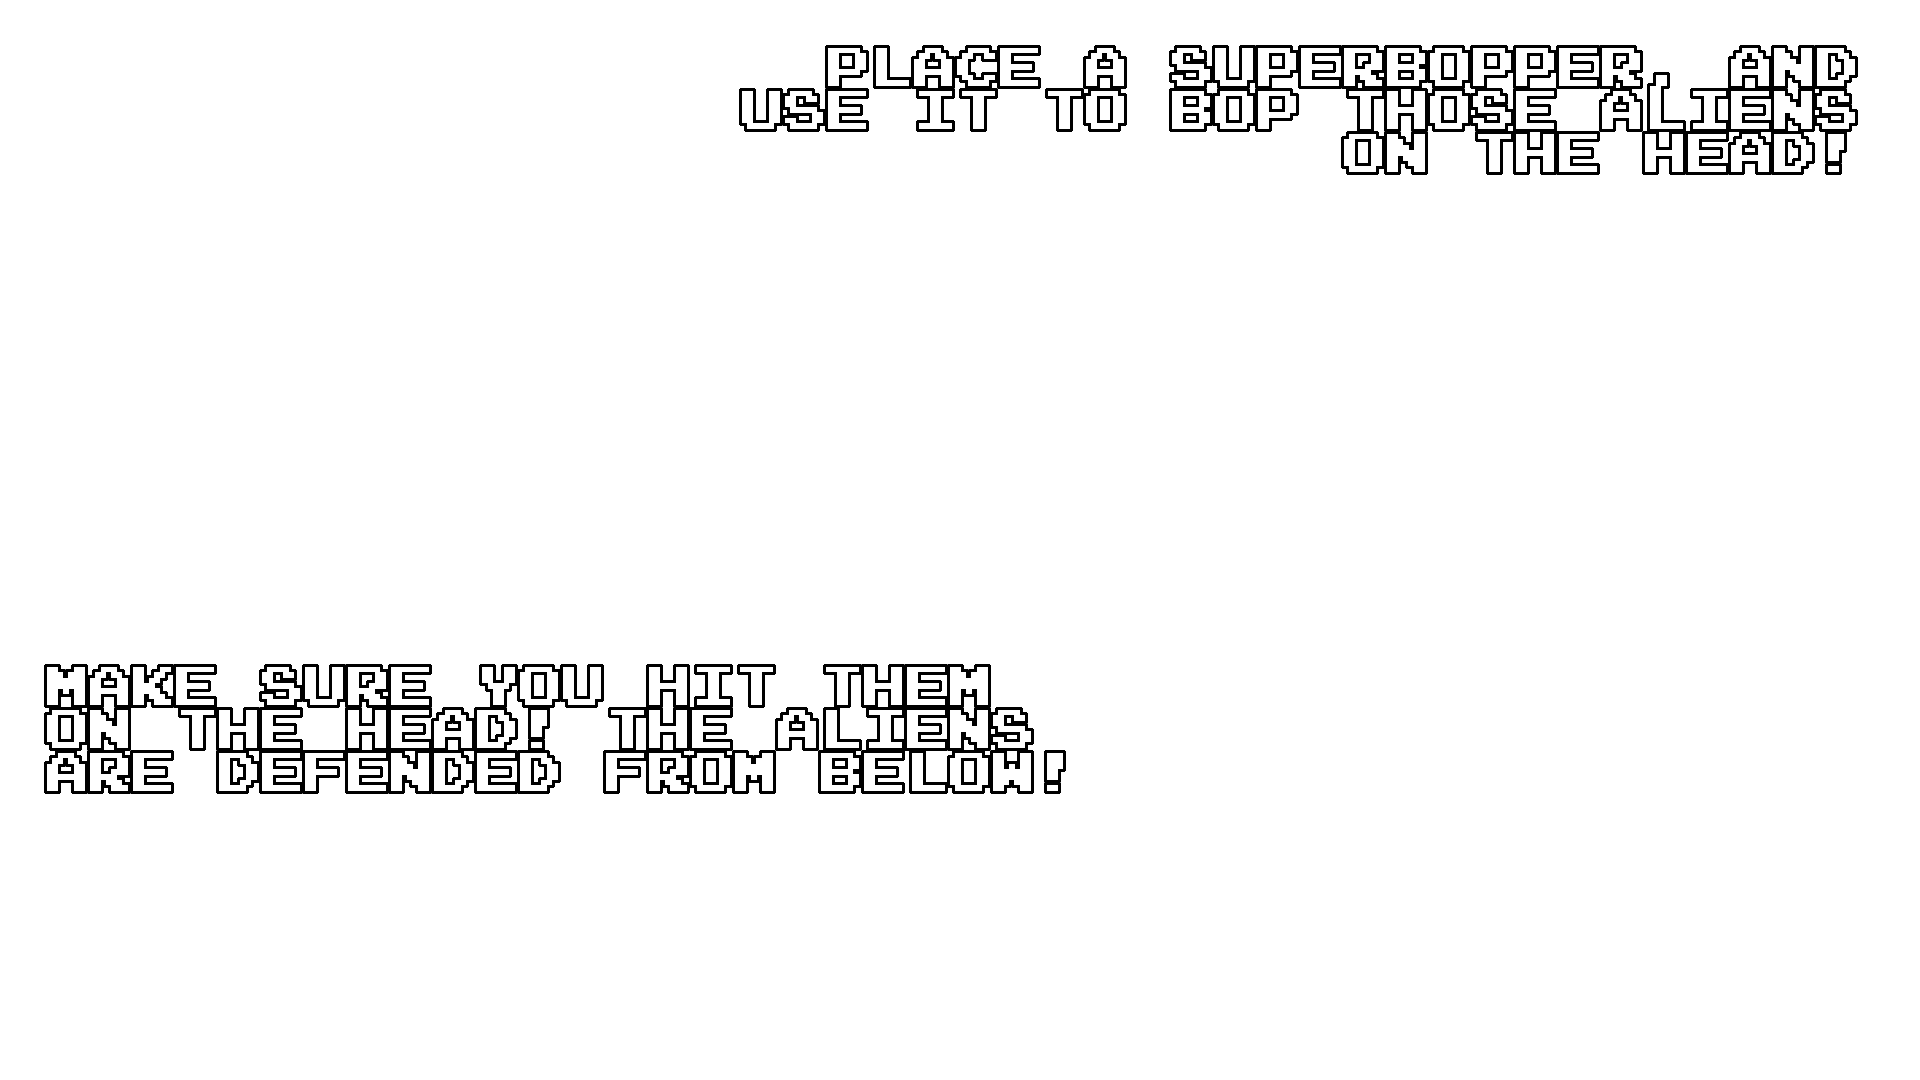 PLACE A SUPERBOPPER, AND
USE IT TO BOP THOSE ALIENS
ON THE HEAD!
MAKE SURE YOU HIT THEM
ON THE HEAD! THE ALIENS
ARE DEFENDED FROM BELOW!